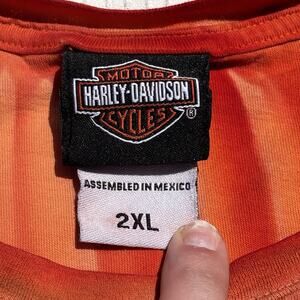 MOTOR
HARLEY-DAVIDSON
CYCLES
®
ASSEMBLED IN MEXICO
2XL